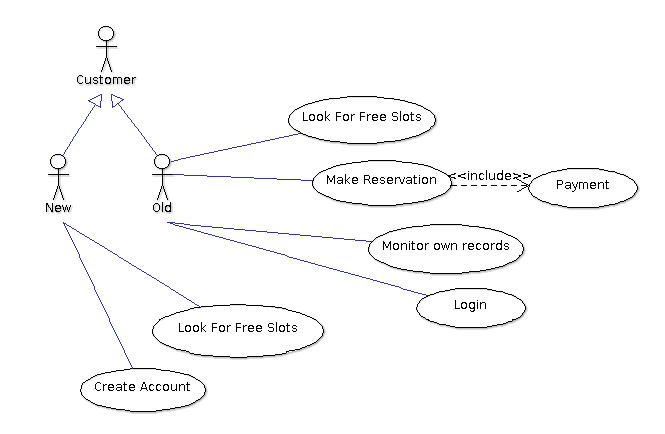 Customer
Look For Free Slots
Make Reservation
<<include>>
Payment
New
Old
Monitor own records
Login
Look For Free Slots
Create Account